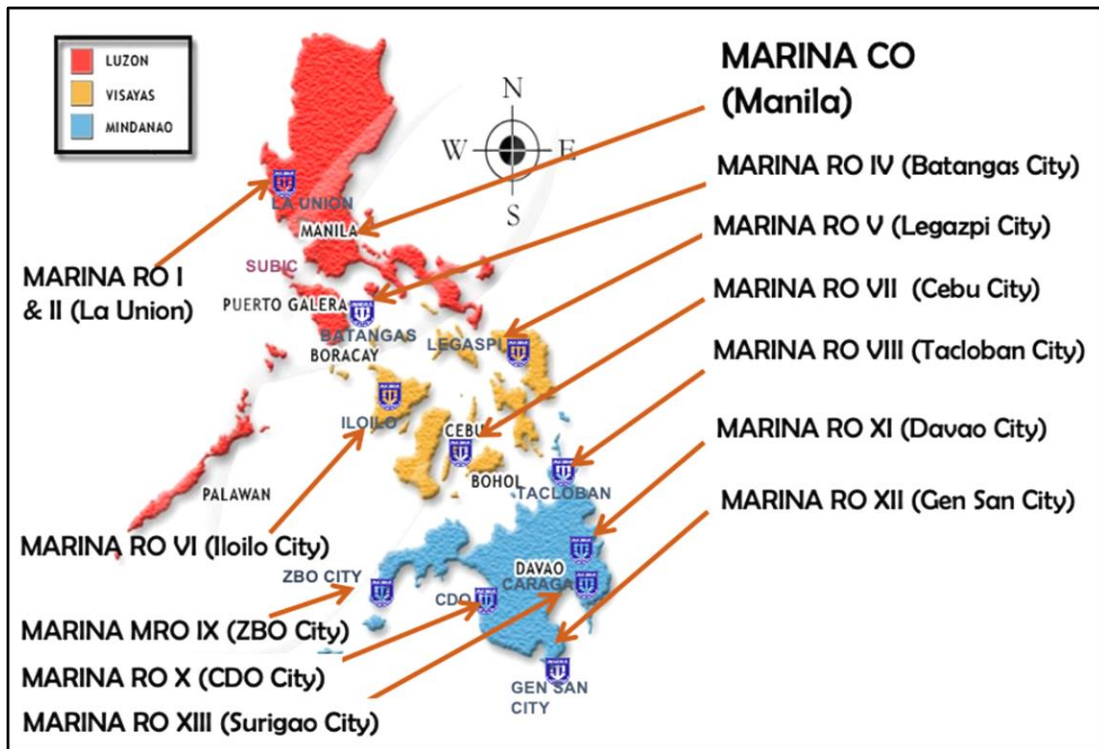 LUZON
VISAYAS
MINDANAO
MARINA CO
(Manila)
N
W
E
S
MARINA RO IV (Batangas City)
MARINA RO V (Legazpi City)
MARINA RO VII (Cebu City)
MARINA RO VIII (Tacloban City)
MARINA RO XI (Davao City)
MARINA RO XII (Gen San City)
MARINA RO I
& II (La Union)
LA UNION
MANILA
SUBIC
PUERTO GALERA
BATANGAS
BORACAY
LEGASPI
ILOILO
CEBU
BOHOL
TACLOBAN
PALAWAN
MARINA RO VI (Iloilo City)
ZBO CITY
DAVAO
CARAGA
CDO
MARINA MRO IX (ZBO City)
MARINA RO X (CDO City)
GEN SAN
CITY
MARINA RO XIII (Surigao City)